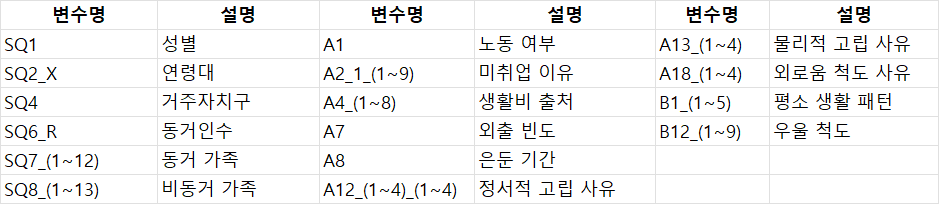 변수명 설명 변수명 설명 변수명 설명
SQ1 성별 A1 노동 여부 A13_(1~4) 물리적 고립 사유
SQ2_X 연령대 A2_1_(1~9) 미취업 이유 A18_(1~4) 외로움 척도 사유
SQ4 거주자치구 A4_(1~8) 생활비 출처 B1_(1~5) 평소 생활 패턴
SQ6_R 동거인수 A7 외출 빈도 B12_(1~9) 우울 척도
SQ7_(1~12) 동거 가족 A8 은둔 기간
SQ8_(1~13) 비동거 가족 A12_(1~4)_(1~4) 정서적 고립 사유